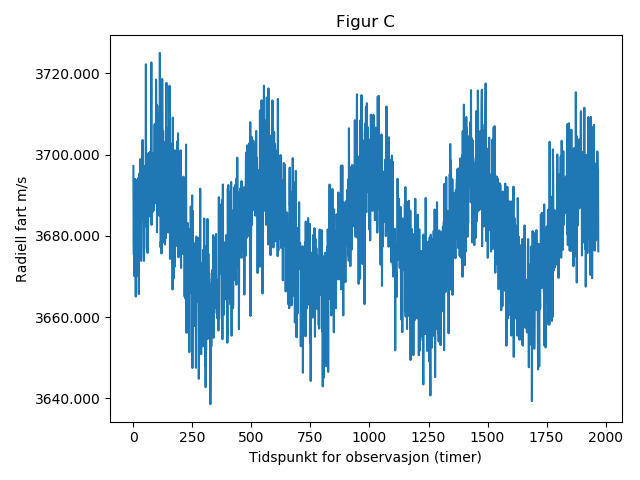 Figur C
3720.000
3700.000
3680.000
3660.000
3640.000
Radiell fart m/s
0 250 500 750 1000 1250 1500 1750 2000
Tidspunkt for observasjon (timer)